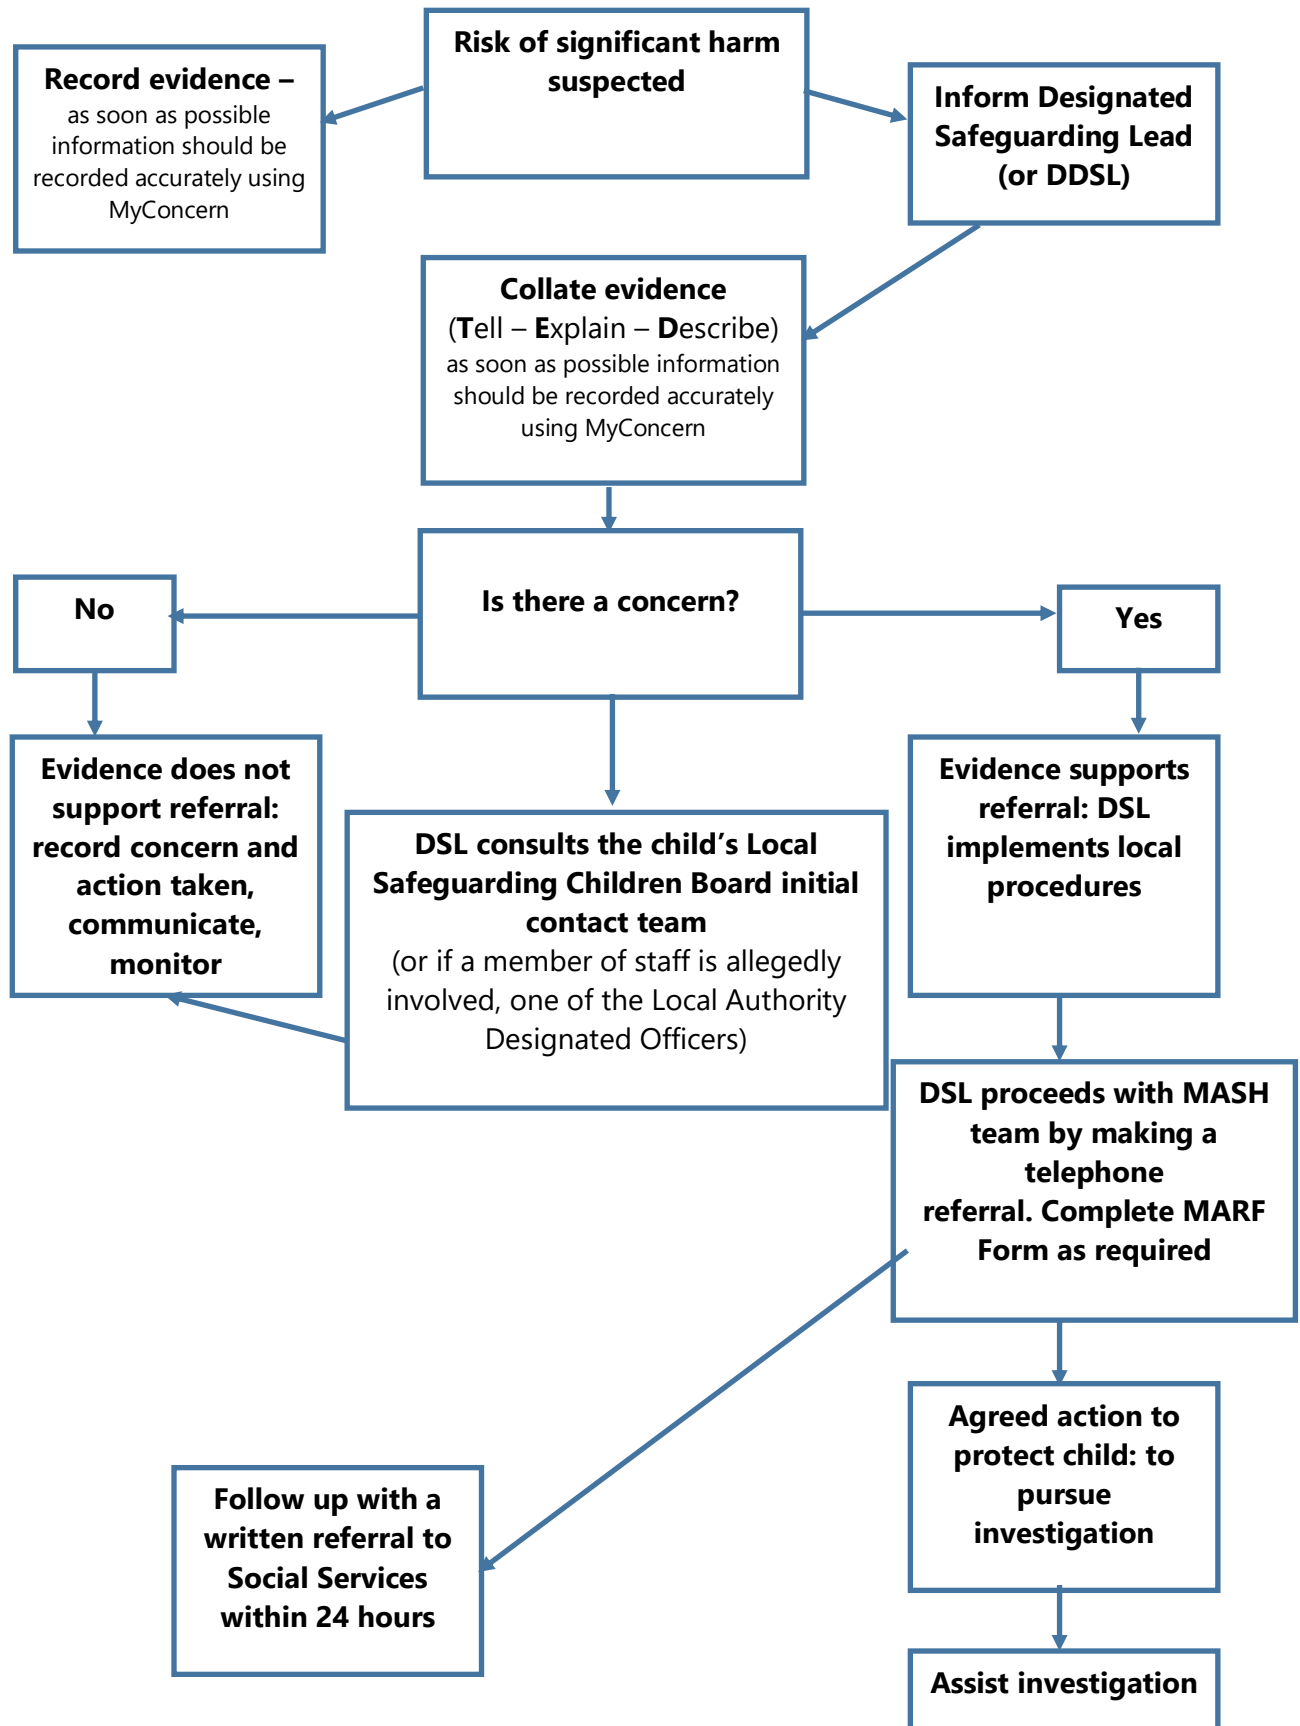 Risk of significant harm
suspected
Record evidence –
as soon as possible
information should be
recorded accurately using
MyConcern
Inform Designated
Safeguarding Lead
(or DDSL)
Collate evidence
(Tell – Explain – Describe)
as soon as possible information
should be recorded accurately
using MyConcern
Is there a concern?
No
Yes
Evidence does not
support referral:
record concern and
action taken,
communicate,
monitor
DSL consults the child’s Local
Safeguarding Children Board initial
contact team
(or if a member of staff is allegedly
involved, one of the Local Authority
Designated Officers)
Evidence supports
referral: DSL
implements local
procedures
DSL proceeds with MASH
team by making a
telephone
referral. Complete MARF
Form as required
Agreed action to
protect child: to
pursue
investigation
Follow up with a
written referral to
Social Services
within 24 hours
Assist investigation